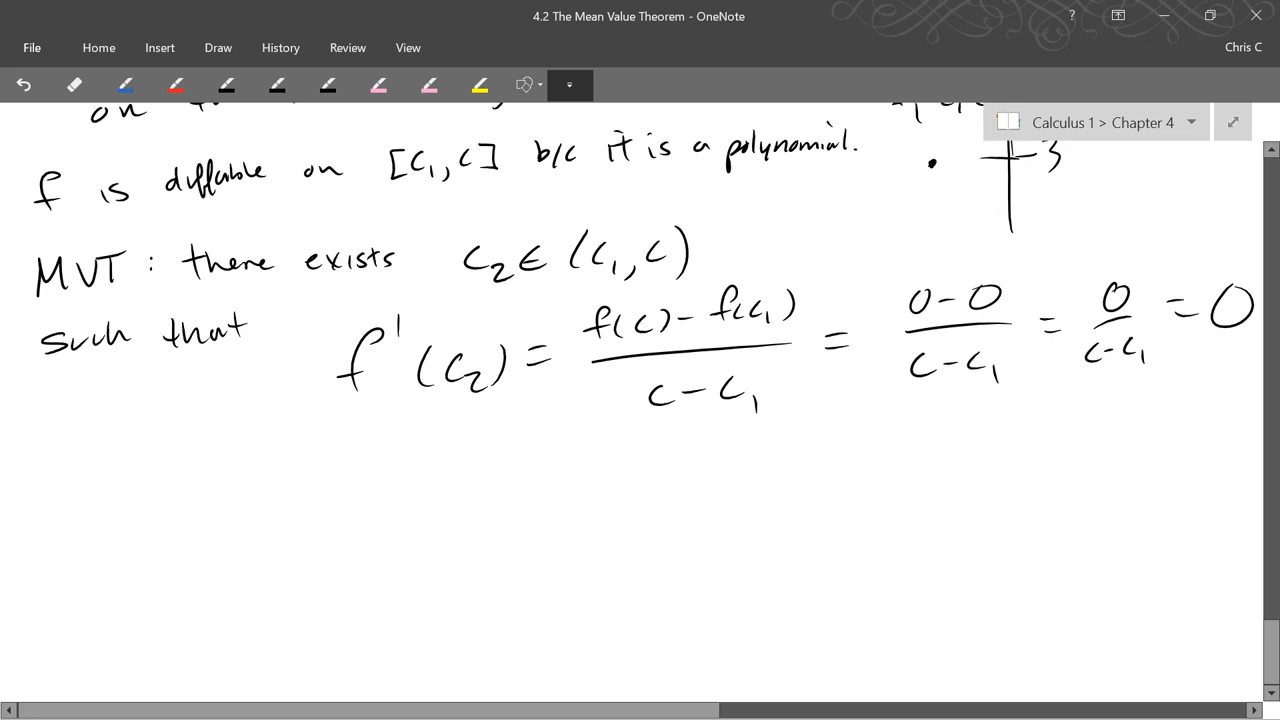 4.2 The Mean Value Theorem - OneNote
?
File Home Insert Draw History Review View Chris C
Calculus 1 > Chapter 4
on
f is diffable on [c₁, c] b/c it is a polynomial.
3
MVT : there exists c₂ ∈ (c₁, c)
such that f'(c₂) = (f(c) - f(c₁))/(c - c₁) = (0 - 0)/(c - c₁) = 0/(c - c₁) = 0